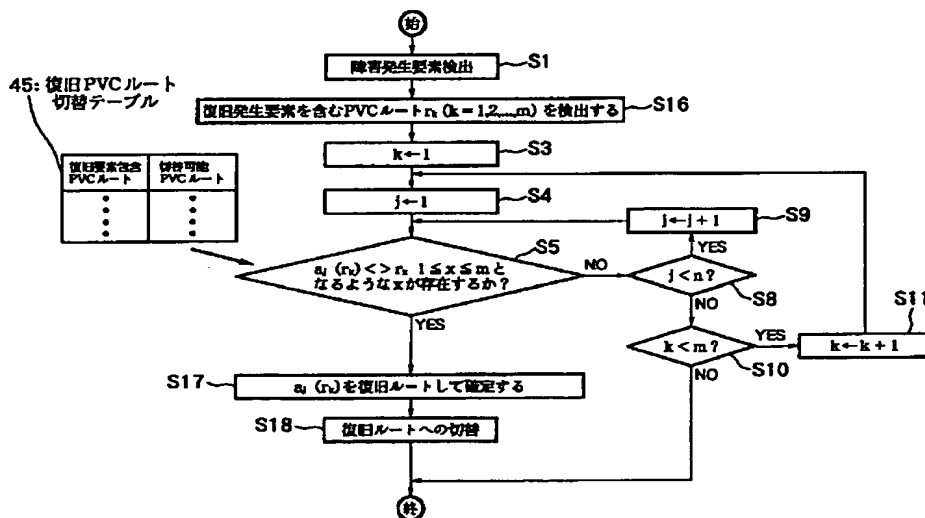 始
障害発生要素検出
S1
45: 復旧PVCルート
切替テーブル
復旧発生要素を含むPVCルートrk (k=1,2,...,m) を検出する
S16
k←1
S3
復旧要素包含
PVCルート
切替可能
PVCルート
j←1
S4
j←j+1
S9
aj (rk) <> rx 1≦x≦mと
なるようなxが存在するか?
S5
NO
YES
j<n?
S8
YES
NO
k<m?
S10
YES
NO
k←k+1
S11
S17
aj (rk)を復旧ルートして確定する
S18
復旧ルートへの切替
終